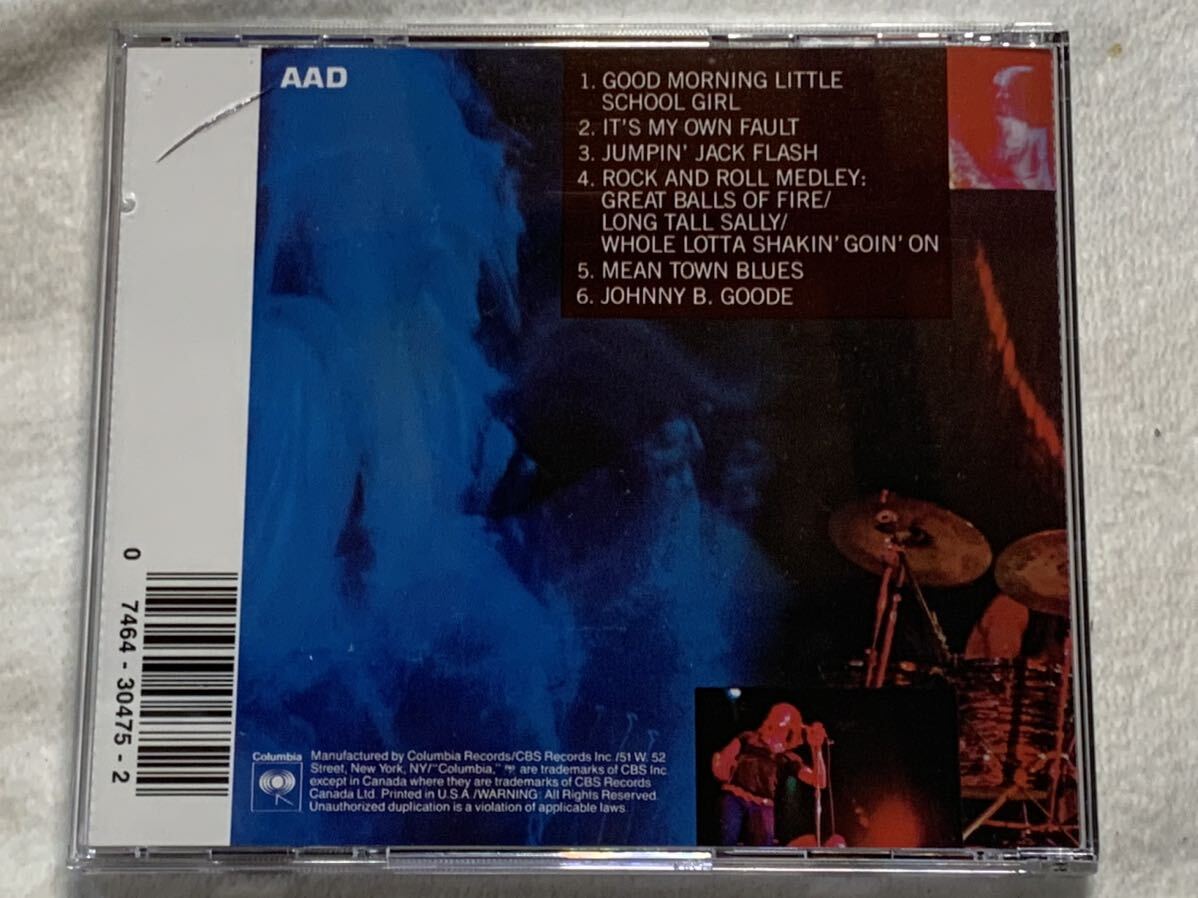 AAD
1. GOOD MORNING LITTLE
SCHOOL GIRL
2. IT'S MY OWN FAULT
3. JUMPIN' JACK FLASH
4. ROCK AND ROLL MEDLEY:
GREAT BALLS OF FIRE/
LONG TALL SALLY/
WHOLE LOTTA SHAKIN' GOIN' ON
5. MEAN TOWN BLUES
6. JOHNNY B. GOODE
0 7464-30475-2
Columbia
Manufactured by Columbia Records/CBS Records Inc./51 W. 52
Street, New York, NY/"Columbia," are trademarks of CBS Inc.
except in Canada where they are trademarks of CBS Records
Canada Ltd. Printed in U.S.A./WARNING: All Rights Reserved.
Unauthorized duplication is a violation of applicable laws.